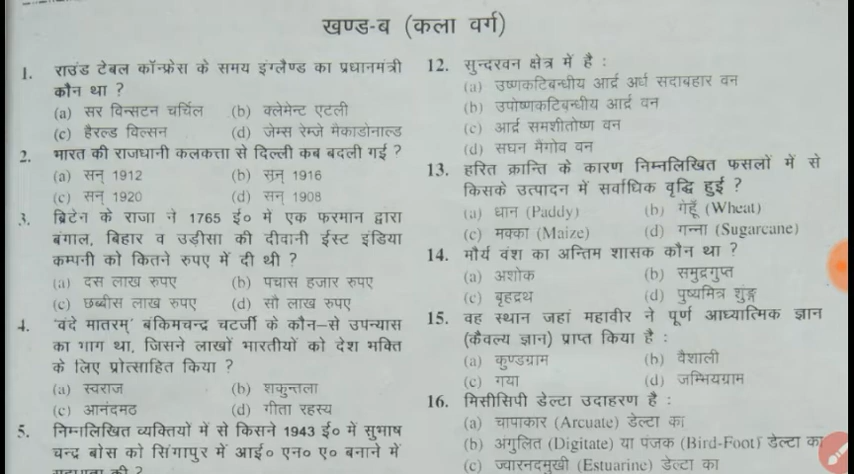 खण्ड-ब (कला वर्ग)
1. राउंड टेबल कॉन्फ्रेंस के समय इंग्लैण्ड का प्रधानमंत्री
कौन था ?
(a) सर विन्सटन चर्चिल (b) क्लेमेन्ट एटली
(c) हैरल्ड विल्सन (d) जेम्स रेम्जे मैकाडोनाल्ड
2. भारत की राजधानी कलकत्ता से दिल्ली कब बदली गई ?
(a) सन् 1912 (b) सन् 1916
(c) सन् 1920 (d) सन् 1908
3. ब्रिटेन के राजा ने 1765 ई० में एक फरमान द्वारा
बंगाल, बिहार व उड़ीसा की दीवानी ईस्ट इंडिया
कम्पनी को कितने रुपए में दी थी ?
(a) दस लाख रुपए (b) पचास हजार रुपए
(c) छब्बीस लाख रुपए (d) सौ लाख रुपए
4. 'वंदे मातरम्' बंकिमचन्द्र चटर्जी के कौन-से उपन्यास
का भाग था, जिसने लाखों भारतीयों को देश भक्ति
के लिए प्रोत्साहित किया ?
(a) स्वराज (b) शकुन्तला
(c) आनंदमठ (d) गीता रहस्य
5. निम्नलिखित व्यक्तियों में से किसने 1943 ई० में सुभाष
चन्द्र बोस को सिंगापुर में आई० एन० ए० बनाने में
सहायता की ?
12. सुन्दरवन क्षेत्र में है :
(a) उष्णकटिबन्धीय आर्द्र अर्ध सदाबहार वन
(b) उपोष्णकटिबन्धीय आर्द्र वन
(c) आर्द्र समशीतोष्ण वन
(d) सघन मैंगोव वन
13. हरित क्रान्ति के कारण निम्नलिखित फसलों में से
किसके उत्पादन में सर्वाधिक वृद्धि हुई ?
(a) धान (Paddy) (b) गेहूँ (Wheat)
(c) मक्का (Maize) (d) गन्ना (Sugarcane)
14. मौर्य वंश का अन्तिम शासक कौन था ?
(a) अशोक (b) समुद्रगुप्त
(c) बृहद्रथ (d) पुष्यमित्र शुंङ्ग
15. वह स्थान जहां महावीर ने पूर्ण आध्यात्मिक ज्ञान
(कैवल्य ज्ञान) प्राप्त किया है :
(a) कुण्डग्राम (b) वैशाली
(c) गया (d) जम्भियग्राम
16. मिसीसिपी डेल्टा उदाहरण है :
(a) चापाकार (Arcuate) डेल्टा का
(b) अगुलित (Digitate) या पंजक (Bird-Foot) डेल्टा का
(c) ज्वारनदमुखी (Estuarine) डेल्टा का